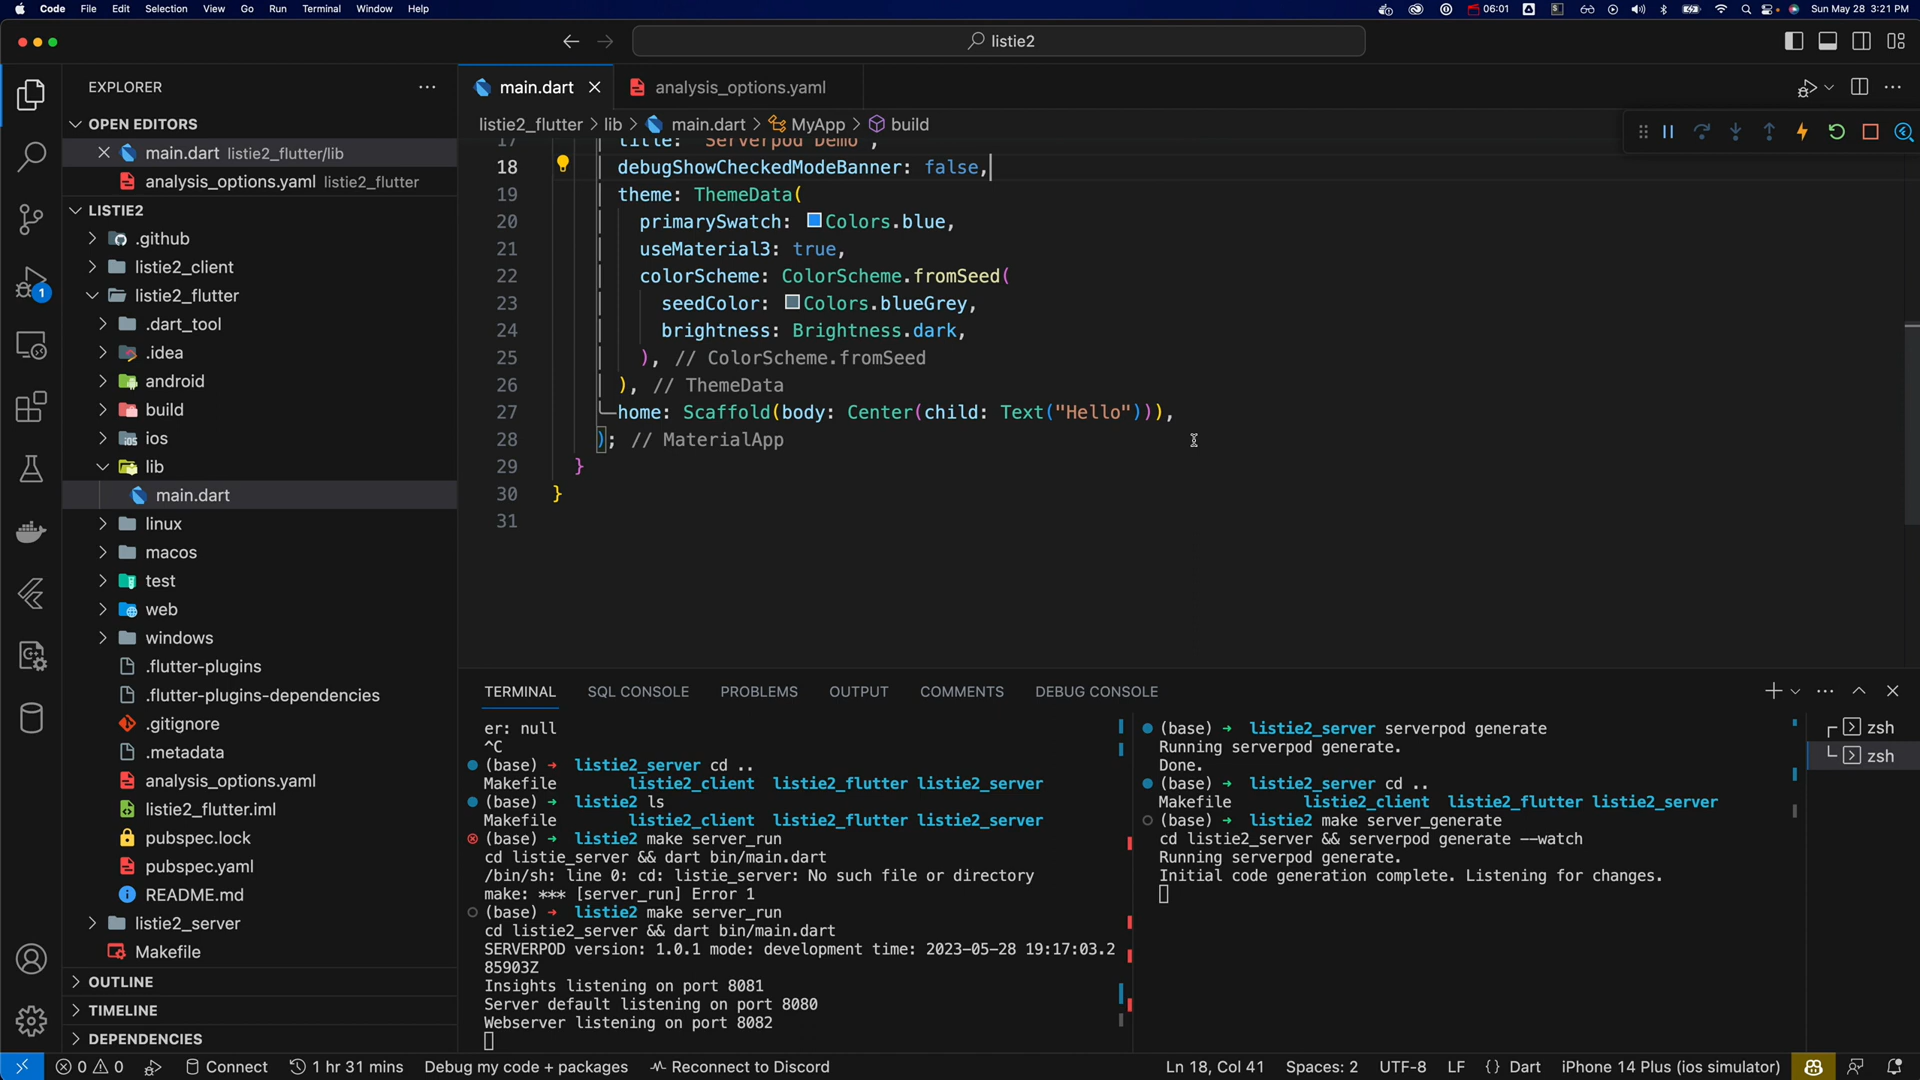 Code File Edit Selection View Go Run Terminal Window Help 06:01 Sun May 28 3:21 PM
listie2
EXPLORER
main.dart analysis_options.yaml
OPEN EDITORS
listie2_flutter > lib > main.dart > MyApp > build
main.dart listie2_flutter/lib
analysis_options.yaml listie2_flutter
LISTIE2
.github
listie2_client
listie2_flutter
.dart_tool
.idea
android
build
ios
lib
main.dart
linux
macos
test
web
windows
.flutter-plugins
.flutter-plugins-dependencies
.gitignore
.metadata
analysis_options.yaml
listie2_flutter.iml
pubspec.lock
pubspec.yaml
README.md
listie2_server
Makefile
OUTLINE
TIMELINE
DEPENDENCIES
1
17 title: 'Serverpod Demo',
18 debugShowCheckedModeBanner: false,
19 theme: ThemeData(
20 primarySwatch: Colors.blue,
21 useMaterial3: true,
22 colorScheme: ColorScheme.fromSeed(
23 seedColor: Colors.blueGrey,
24 brightness: Brightness.dark,
25 ), // ColorScheme.fromSeed
26 ), // ThemeData
27 home: Scaffold(body: Center(child: Text("Hello"))),
28 ); // MaterialApp
29 }
30 }
31
TERMINAL SQL CONSOLE PROBLEMS OUTPUT COMMENTS DEBUG CONSOLE
er: null
^C
(base) → listie2_server cd ..
Makefile listie2_client listie2_flutter listie2_server
(base) → listie2 ls
Makefile listie2_client listie2_flutter listie2_server
(base) → listie2 make server_run
cd listie_server && dart bin/main.dart
/bin/sh: line 0: cd: listie_server: No such file or directory
make: *** [server_run] Error 1
(base) → listie2 make server_run
cd listie2_server && dart bin/main.dart
SERVERPOD version: 1.0.1 mode: development time: 2023-05-28 19:17:03.2
85903Z
Insights listening on port 8081
Server default listening on port 8080
Webserver listening on port 8082
(base) → listie2_server serverpod generate
Running serverpod generate.
Done.
(base) → listie2_server cd ..
Makefile listie2_client listie2_flutter listie2_server
(base) → listie2 make server_generate
cd listie2_server && serverpod generate --watch
Running serverpod generate.
Initial code generation complete. Listening for changes.
zsh
zsh
0 0 Connect 1 hr 31 mins Debug my code + packages Reconnect to Discord Ln 18, Col 41 Spaces: 2 UTF-8 LF {} Dart iPhone 14 Plus (ios simulator)